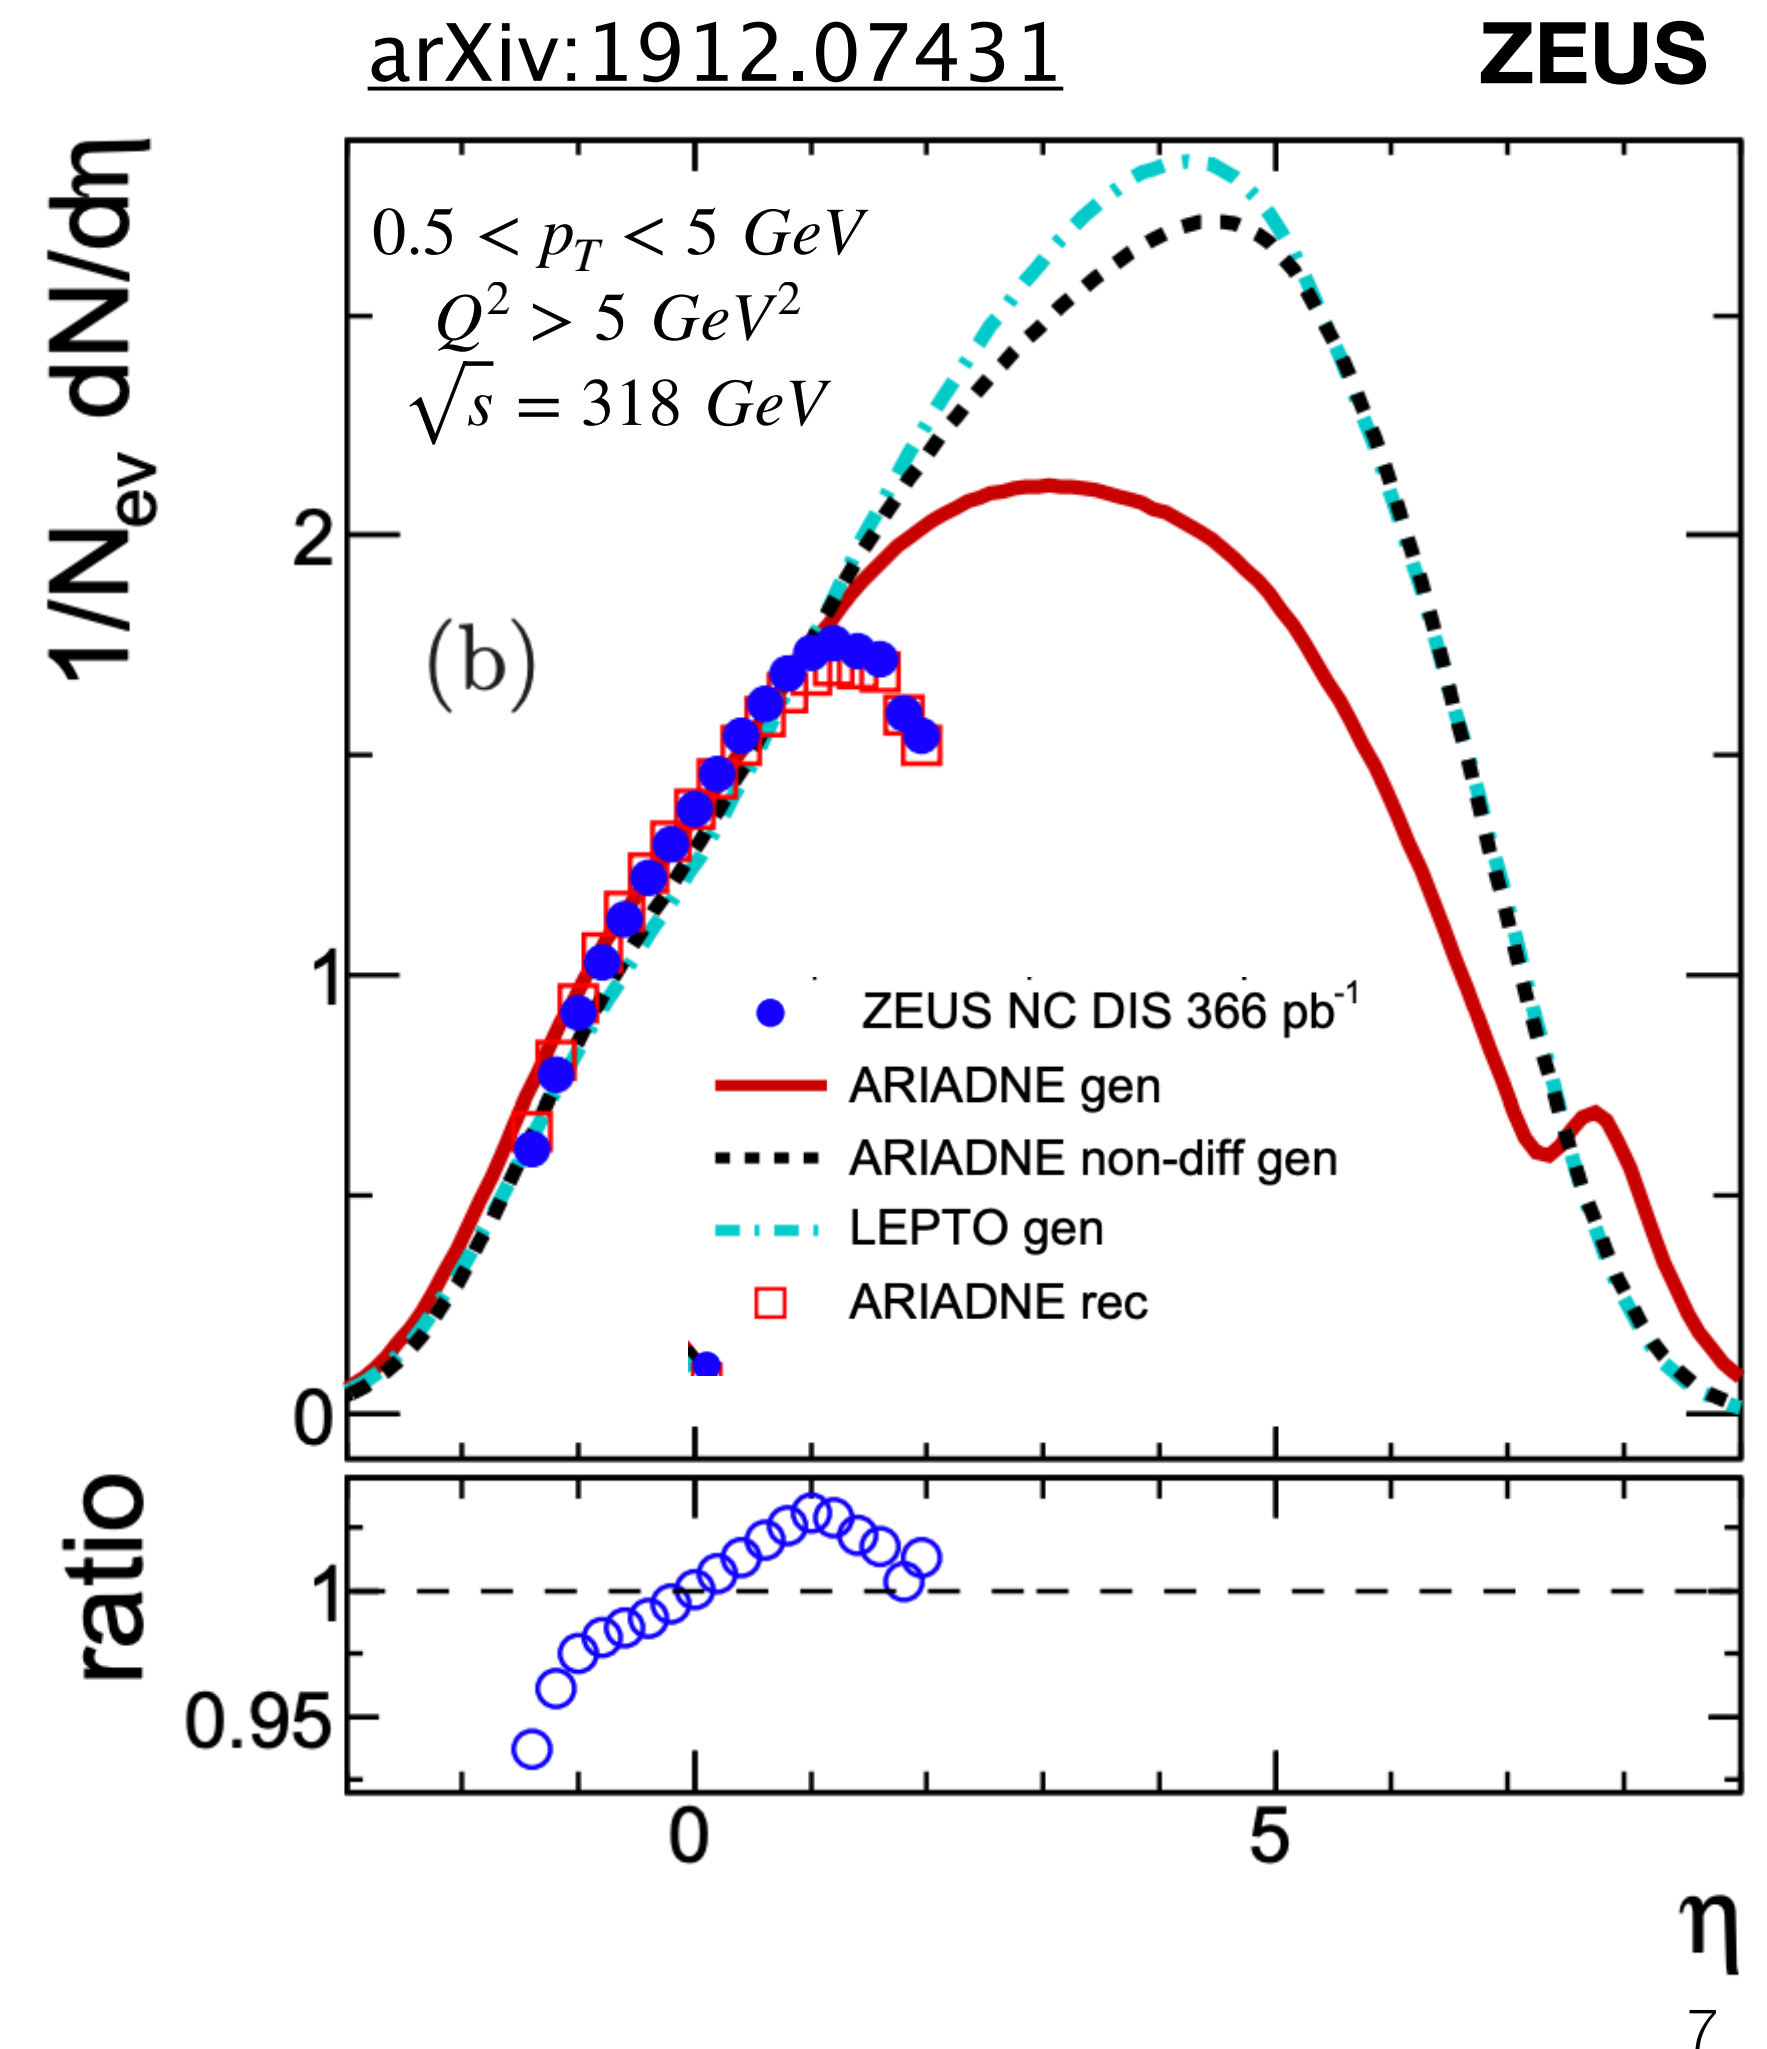 arXiv:1912.07431
ZEUS
1/N_ev dN/dη
0.5 < p_T < 5 GeV
Q² > 5 GeV²
√s = 318 GeV
2
(b)
1
ZEUS NC DIS 366 pb⁻¹
ARIADNE gen
ARIADNE non-diff gen
LEPTO gen
ARIADNE rec
0
ratio
1
0.95
0
5
η
7